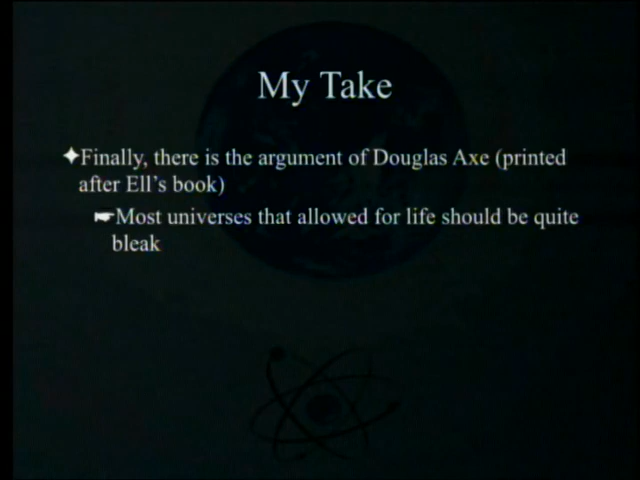 My Take
Finally, there is the argument of Douglas Axe (printed
after Ell's book)
Most universes that allowed for life should be quite
bleak